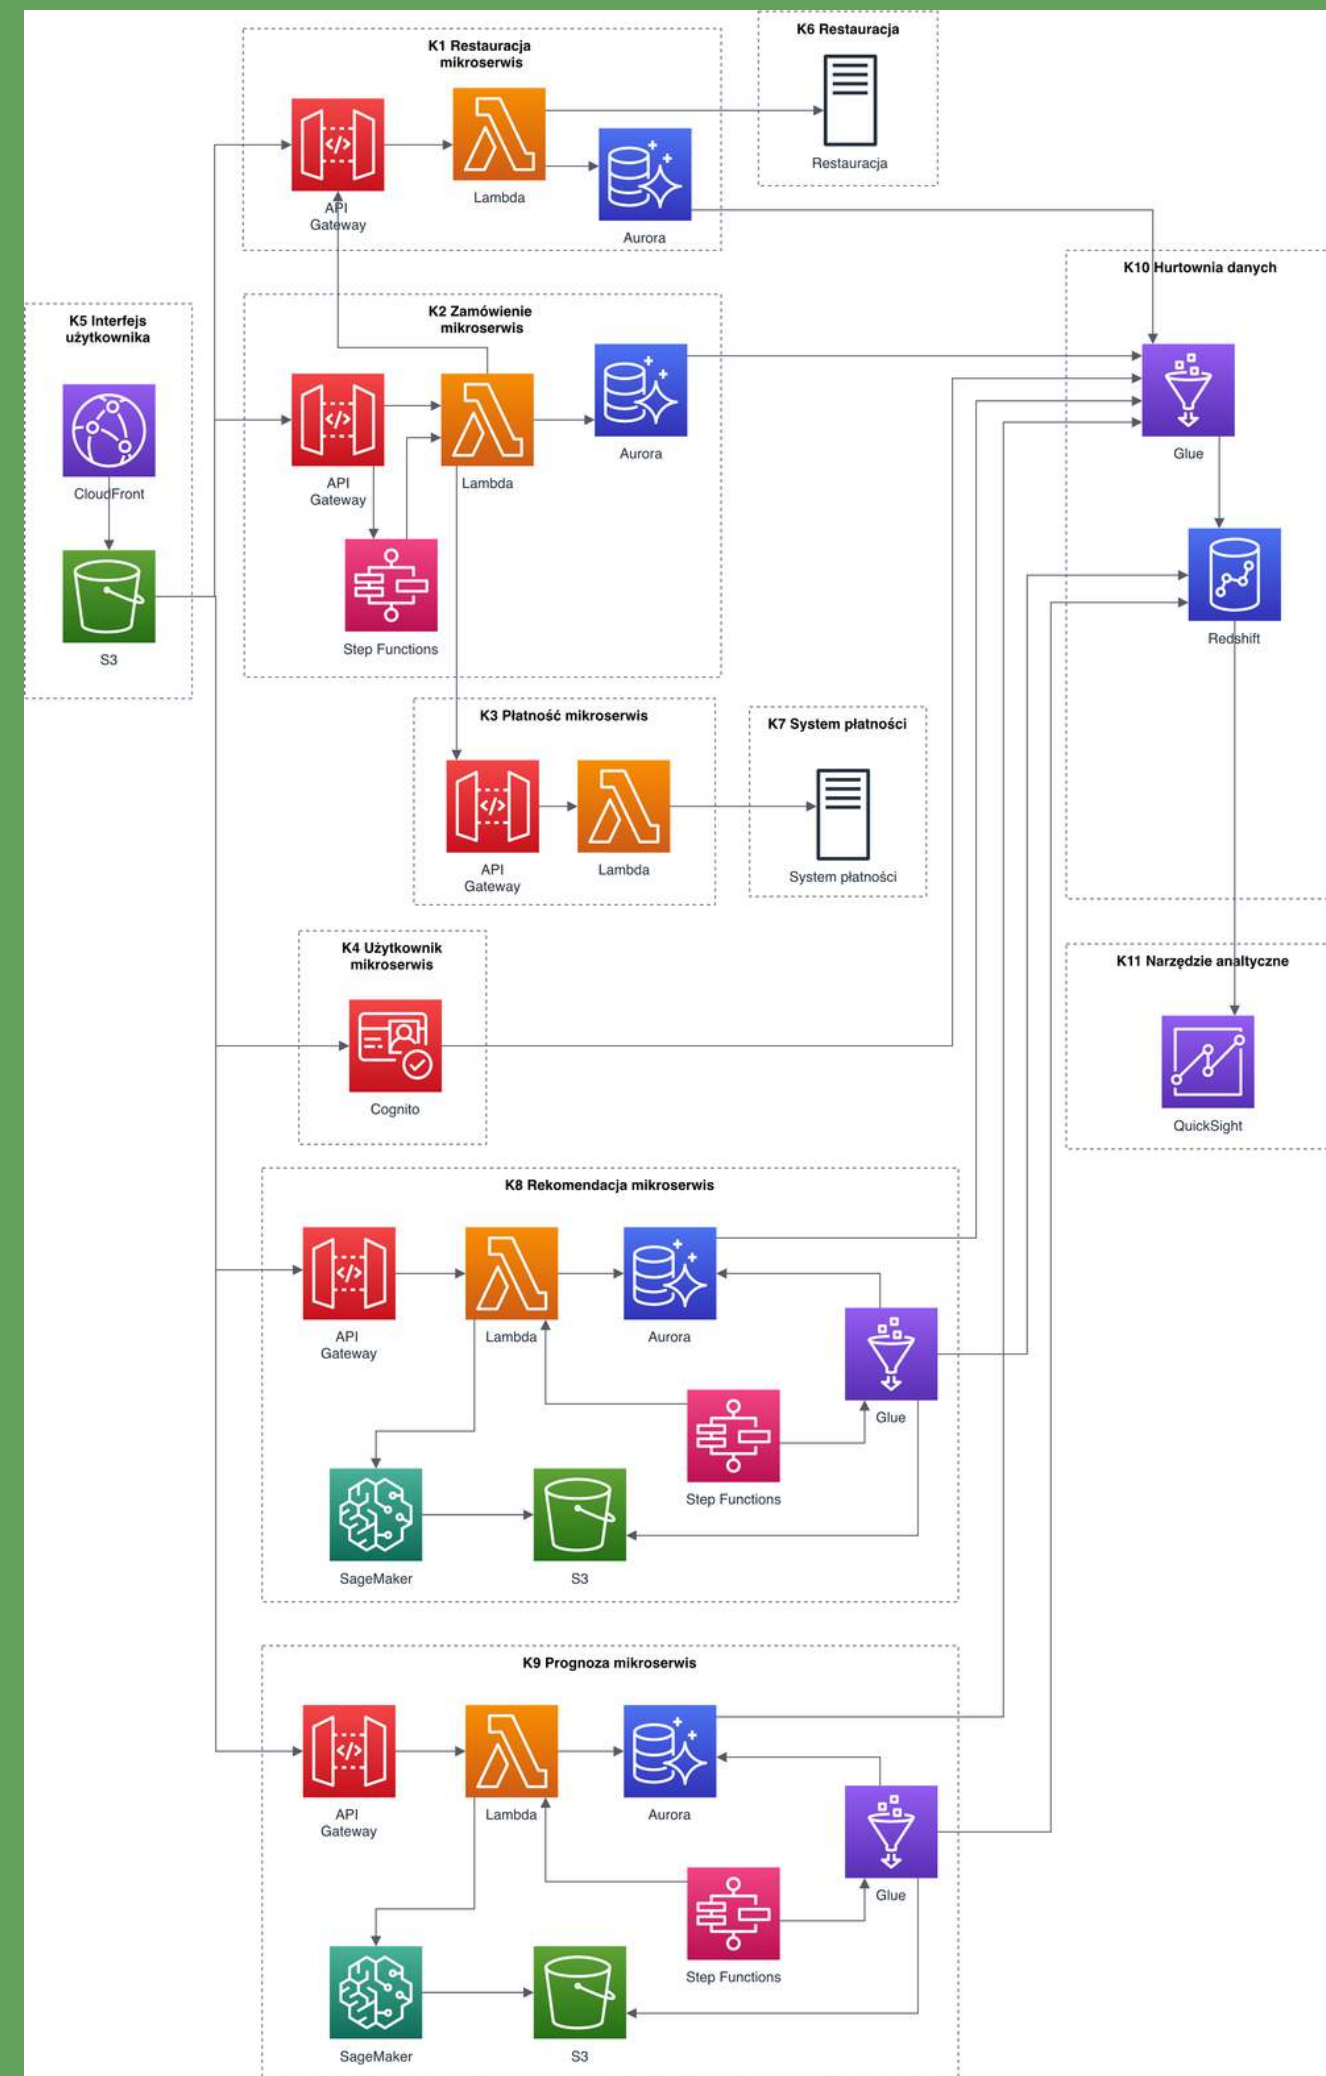 K1 Restauracja
mikroserwis
API
Gateway
Lambda
Aurora
K6 Restauracja
Restauracja
K5 Interfejs
użytkownika
CloudFront
S3
K2 Zamówienie
mikroserwis
API
Gateway
Lambda
Aurora
Step Functions
K10 Hurtownia danych
Glue
Redshift
K3 Płatność mikroserwis
API
Gateway
Lambda
K7 System płatności
System płatności
K4 Użytkownik
mikroserwis
Cognito
K11 Narzędzie analtyczne
QuickSight
K8 Rekomendacja mikroserwis
API
Gateway
Lambda
Aurora
Glue
Step Functions
SageMaker
S3
K9 Prognoza mikroserwis
API
Gateway
Lambda
Aurora
Glue
Step Functions
SageMaker
S3